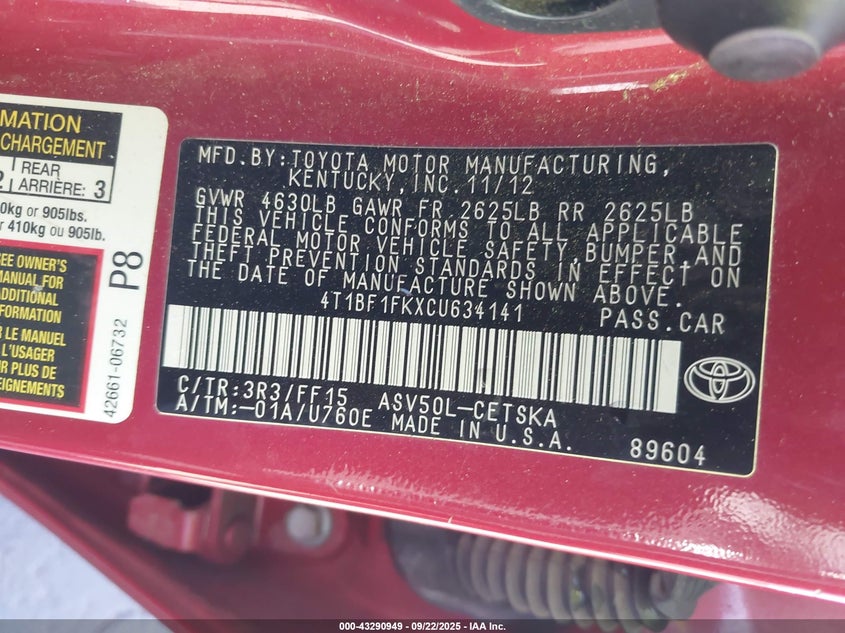 MATION
CHARGEMENT
2 REAR ARRIÈRE: 3
0kg or 905lbs.
r 410kg ou 905lb.
SEE OWNER'S
MANUAL FOR
ADDITIONAL
NFORMATION
R LE MANUEL
L'USAGER
R PLUS DE
EIGNEMENTS
P8
42661-06732
MFD.BY:TOYOTA MOTOR MANUFACTURING,
KENTUCKY,INC.11/12
GVWR 4630LB GAWR FR 2625LB RR 2625LB
THIS VEHICLE CONFORMS TO ALL APPLICABLE
FEDERAL MOTOR VEHICLE SAFETY,BUMPER,AND
THEFT PREVENTION STANDARDS IN EFFECT ON
THE DATE OF MANUFACTURE SHOWN ABOVE.
4T1BF1FKXCU634141 PASS.CAR
C/TR:3R3/FF15 ASV50L-CETSKA
A/TM:-01A/U760E MADE IN U.S.A.
89604
000-43290949 - 09/22/2025 - IAA Inc.